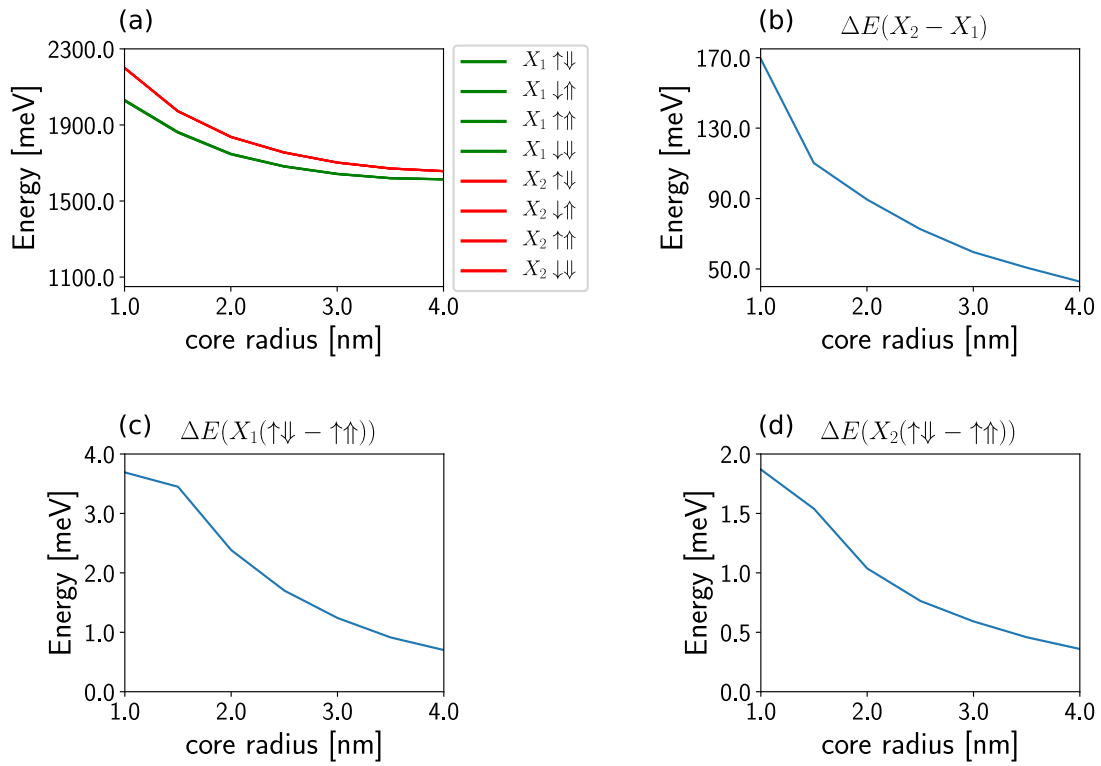 (a)
2300.0
1900.0
1500.0
1100.0
Energy [meV]
1.0 2.0 3.0 4.0
core radius [nm]
X₁ ↑⇓
X₁ ↓⇑
X₁ ↑⇑
X₁ ↓⇓
X₂ ↑⇓
X₂ ↓⇑
X₂ ↑⇑
X₂ ↓⇓
(b) ΔE(X₂ − X₁)
170.0
130.0
90.0
50.0
Energy [meV]
1.0 2.0 3.0 4.0
core radius [nm]
(c) ΔE(X₁(↑⇓ − ↑⇑))
4.0
3.0
2.0
1.0
0.0
Energy [meV]
1.0 2.0 3.0 4.0
core radius [nm]
(d) ΔE(X₂(↑⇓ − ↑⇑))
2.0
1.5
1.0
0.5
0.0
Energy [meV]
1.0 2.0 3.0 4.0
core radius [nm]